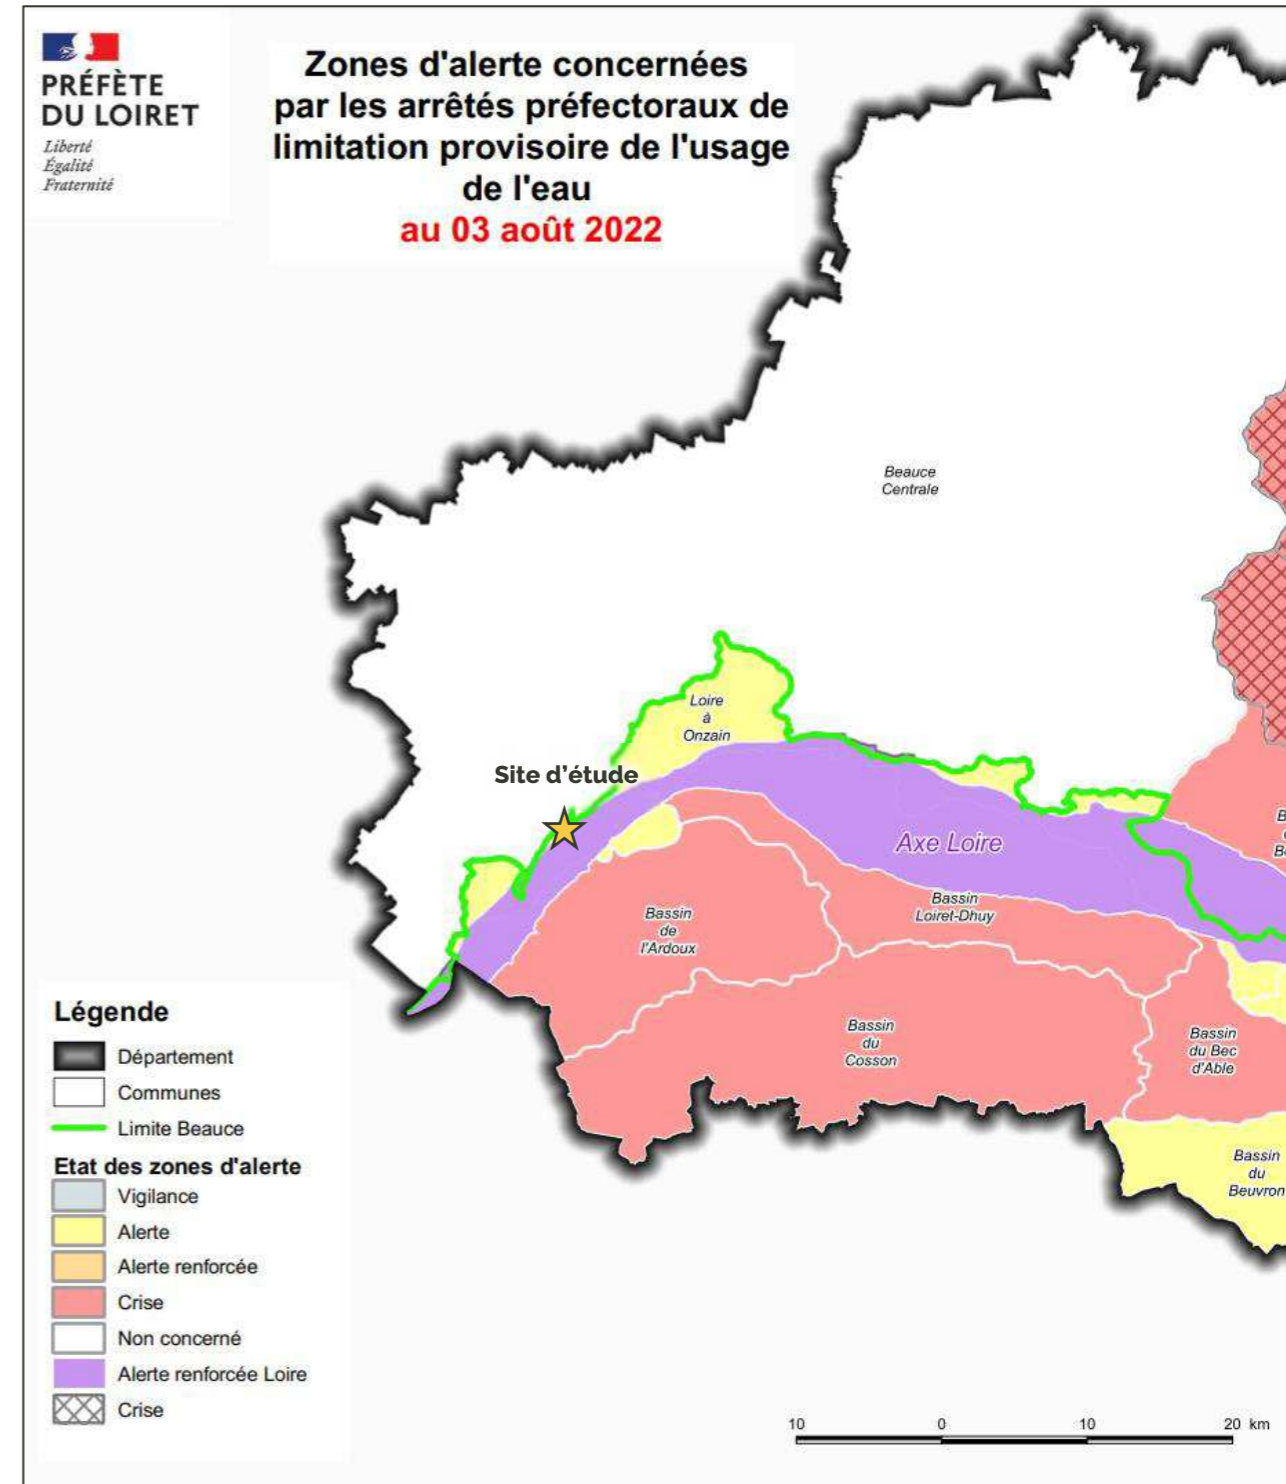 PRÉFÈTE
DU LOIRET
Liberté
Égalité
Fraternité
Zones d'alerte concernées
par les arrêtés préfectoraux de
limitation provisoire de l'usage
de l'eau
au 03 août 2022
Beauce
Centrale
Loire
à
Onzain
Site d'étude
Axe Loire
Bassin
Loiret-Dhuy
Bassin
de
l'Ardoux
Bassin
du
Cosson
Bassin
du Bec
d'Able
Bassin
du
Beuvron
Légende
Département
Communes
Limite Beauce
Etat des zones d'alerte
Vigilance
Alerte
Alerte renforcée
Crise
Non concerné
Alerte renforcée Loire
Crise
10 0 10 20 km